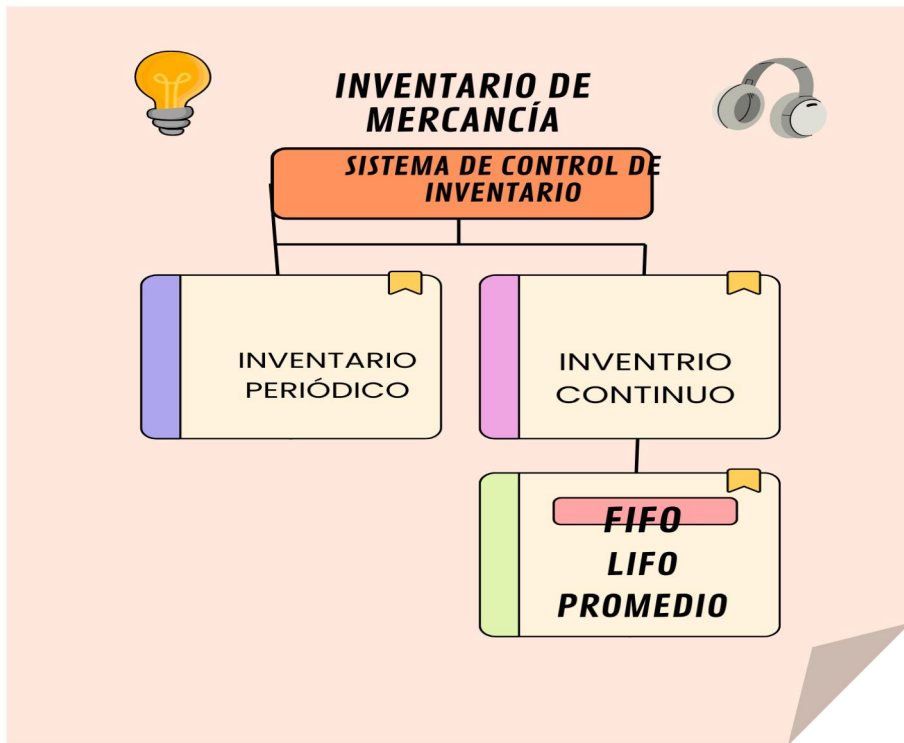 INVENTARIO DE
MERCANCÍA
SISTEMA DE CONTROL DE
INVENTARIO
INVENTARIO
PERIÓDICO
INVENTRIO
CONTINUO
FIFO
LIFO
PROMEDIO